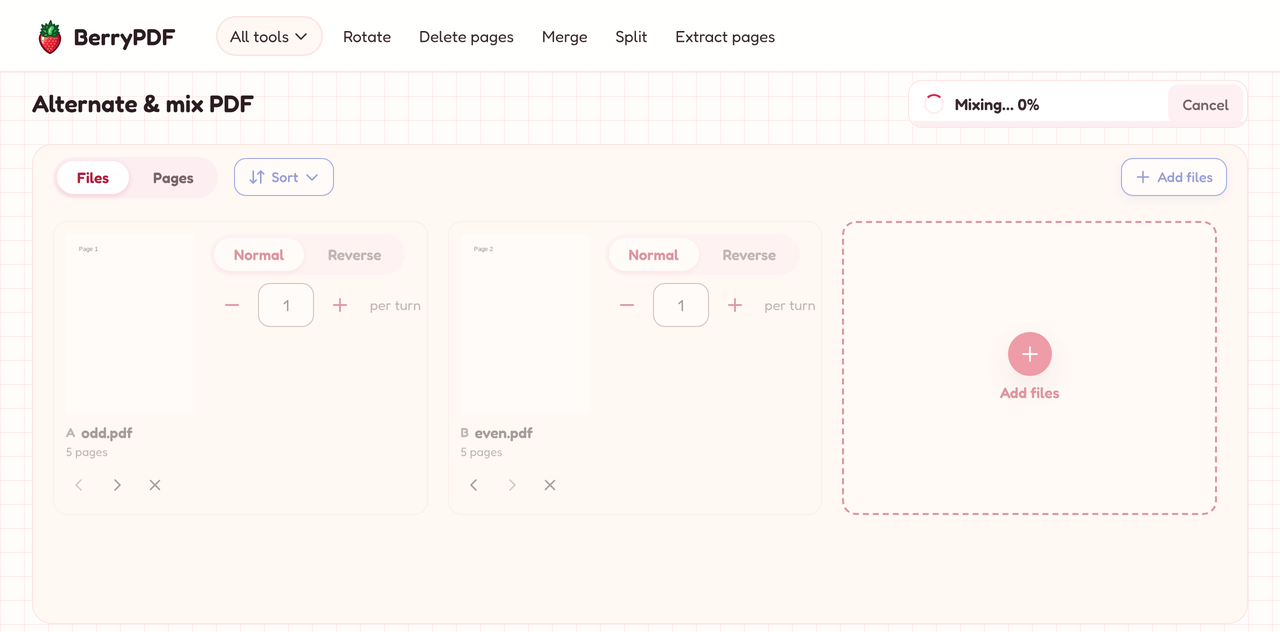 BerryPDF
All tools
Rotate
Delete pages
Merge
Split
Extract pages
Alternate & mix PDF
Mixing... 0%
Cancel
Files
Pages
Sort
Add files
Page 1
Normal
Reverse
1
per turn
A odd.pdf
5 pages
Page 2
Normal
Reverse
1
per turn
B even.pdf
5 pages
Add files